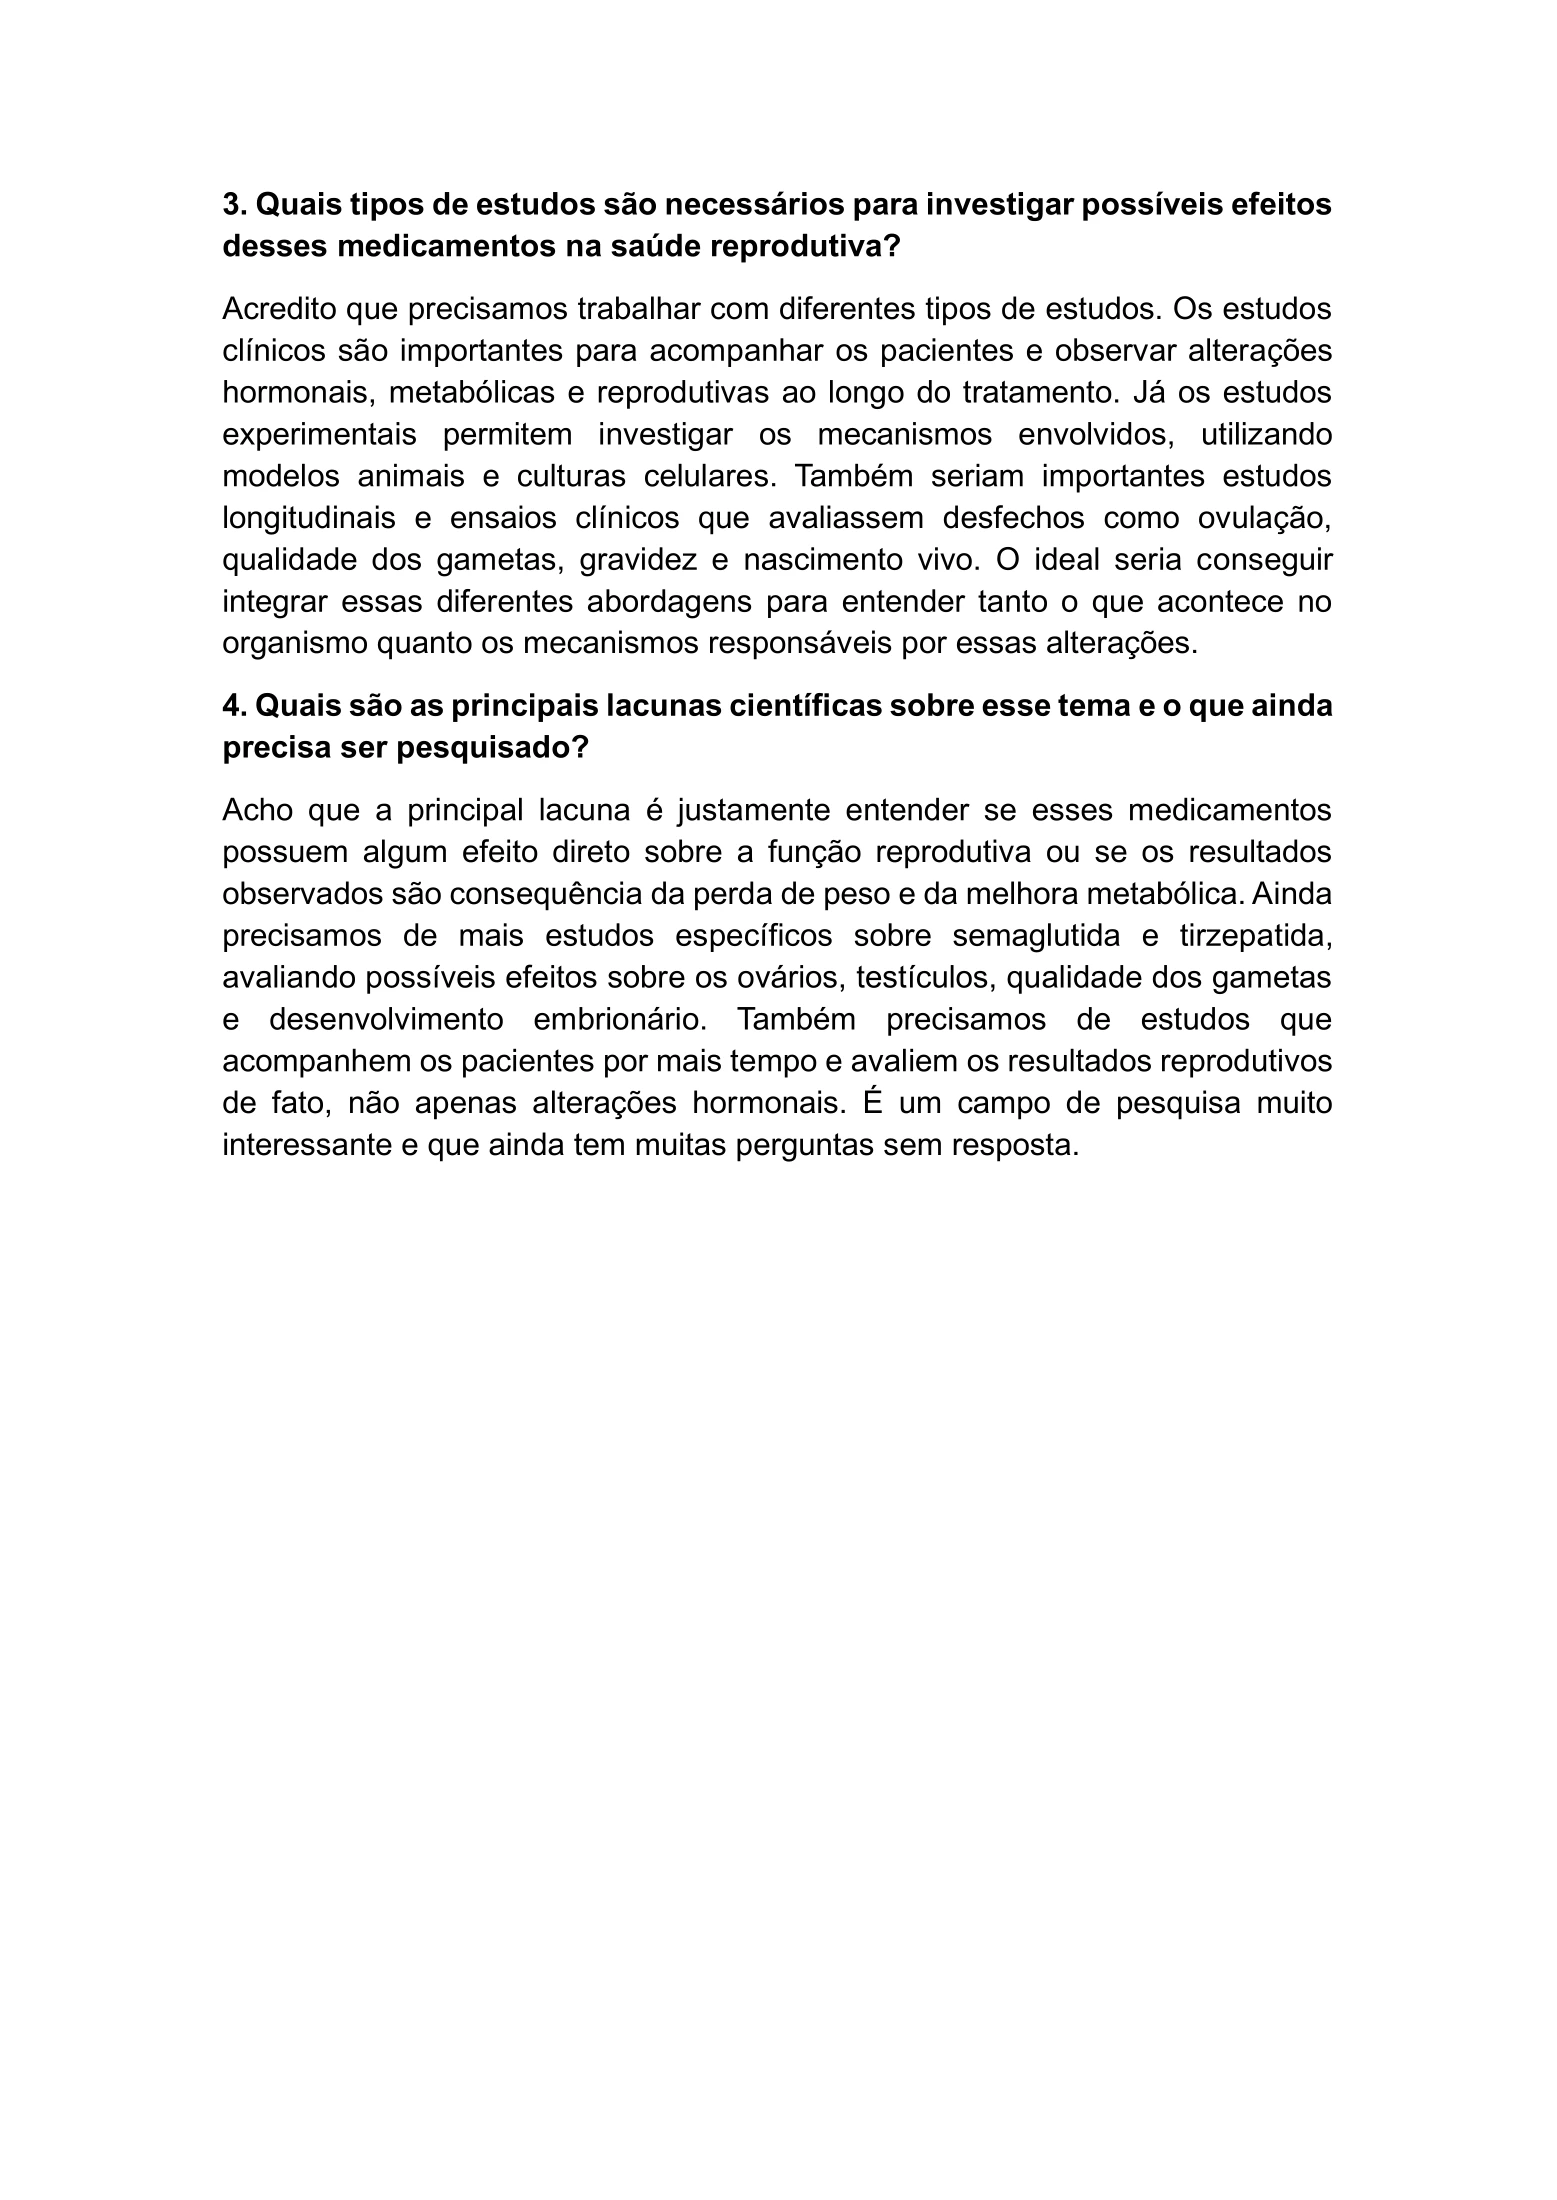 3. Quais tipos de estudos são necessários para investigar possíveis efeitos
desses medicamentos na saúde reprodutiva?
Acredito que precisamos trabalhar com diferentes tipos de estudos. Os estudos
clínicos são importantes para acompanhar os pacientes e observar alterações
hormonais, metabólicas e reprodutivas ao longo do tratamento. Já os estudos
experimentais permitem investigar os mecanismos envolvidos, utilizando
modelos animais e culturas celulares. Também seriam importantes estudos
longitudinais e ensaios clínicos que avaliassem desfechos como ovulação,
qualidade dos gametas, gravidez e nascimento vivo. O ideal seria conseguir
integrar essas diferentes abordagens para entender tanto o que acontece no
organismo quanto os mecanismos responsáveis por essas alterações.
4. Quais são as principais lacunas científicas sobre esse tema e o que ainda
precisa ser pesquisado?
Acho que a principal lacuna é justamente entender se esses medicamentos
possuem algum efeito direto sobre a função reprodutiva ou se os resultados
observados são consequência da perda de peso e da melhora metabólica. Ainda
precisamos de mais estudos específicos sobre semaglutida e tirzepatida,
avaliando possíveis efeitos sobre os ovários, testículos, qualidade dos gametas
e desenvolvimento embrionário. Também precisamos de estudos que
acompanhem os pacientes por mais tempo e avaliem os resultados reprodutivos
de fato, não apenas alterações hormonais. É um campo de pesquisa muito
interessante e que ainda tem muitas perguntas sem resposta.